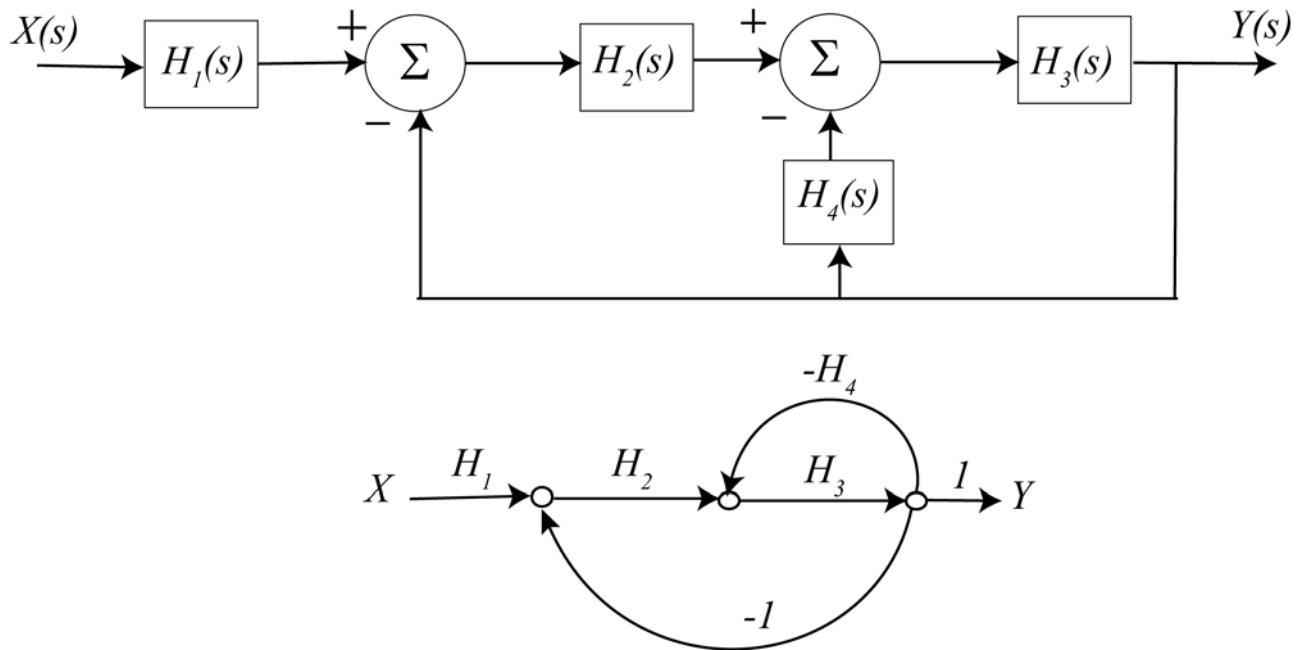 X(s) H₁(s) + Σ − H₂(s) + Σ − H₃(s) Y(s)
H₄(s)
-H₄
X H₁ H₂ H₃ 1 Y
-1